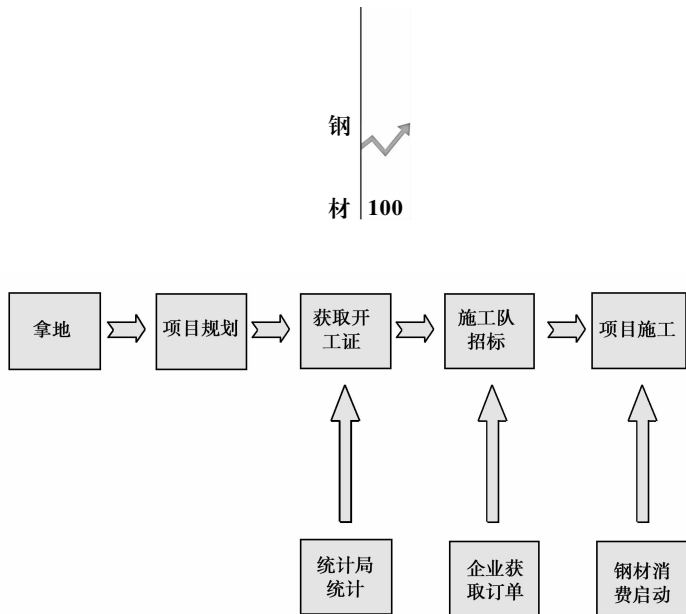 钢
材 100
拿地
项目规划
获取开
工证
施工队
招标
项目施工
统计局
统计
企业获
取订单
钢材消
费启动